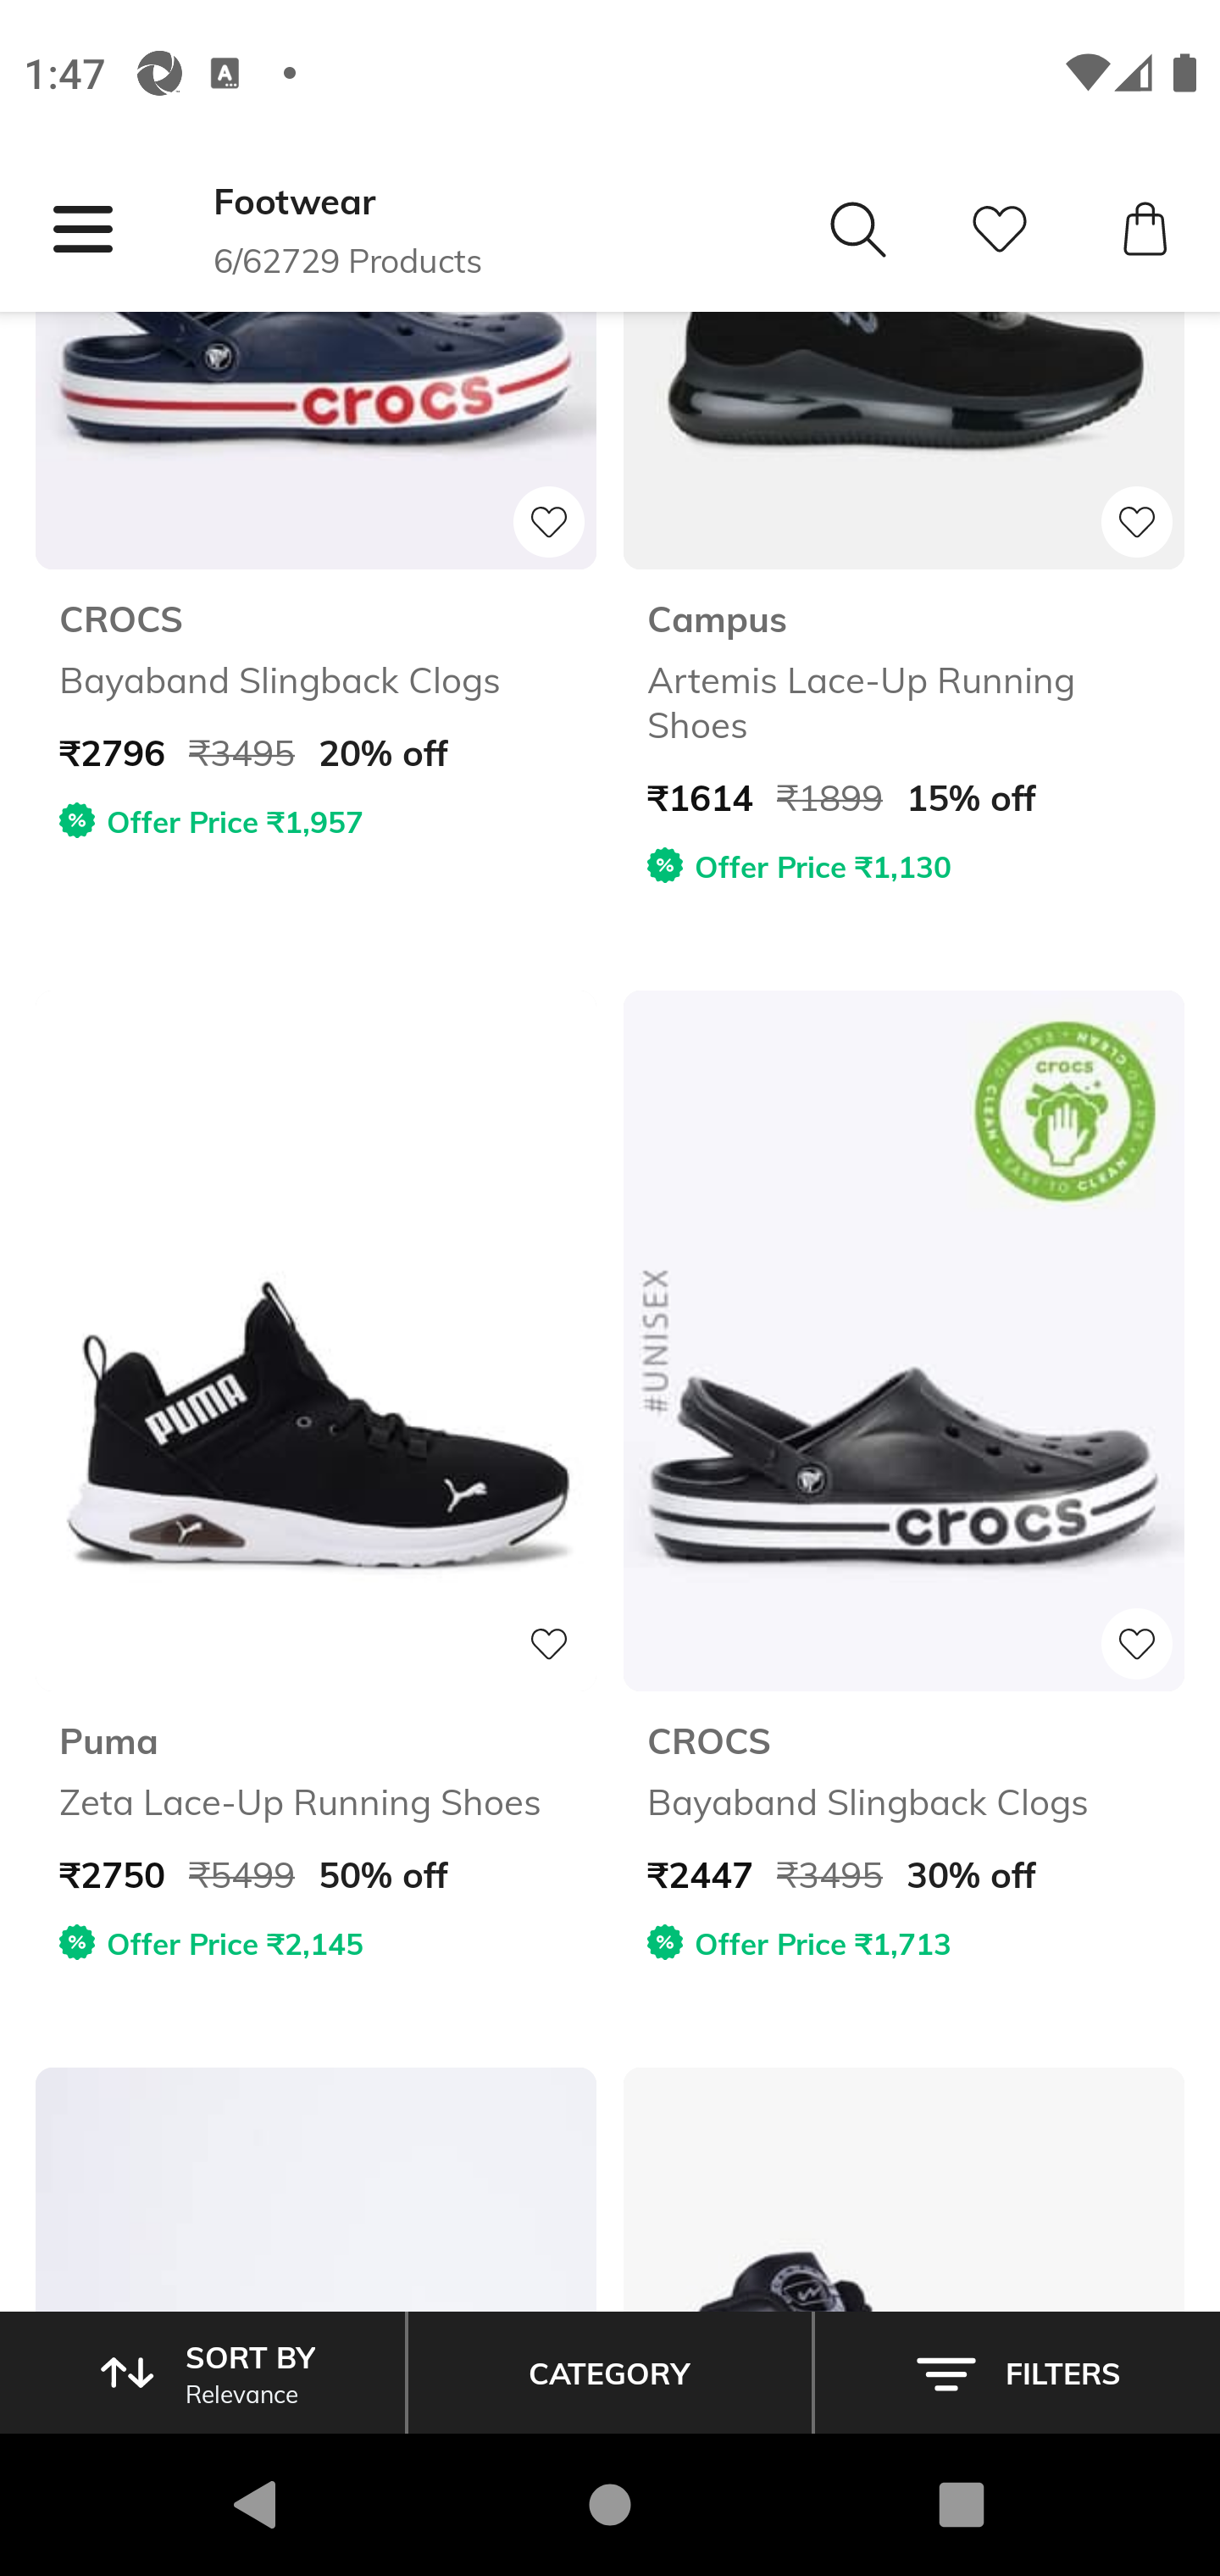 1:47
Footwear
6/62729 Products
crocs
CROCS
Bayaband Slingback Clogs
₹2796 ₹3495 20% off
Offer Price ₹1,957
Campus
Artemis Lace-Up Running
Shoes
₹1614 ₹1899 15% off
Offer Price ₹1,130
PUMA
EASY TO CLEAN • EASY TO CLEAN
crocs
#UNISEX
crocs
Puma
Zeta Lace-Up Running Shoes
₹2750 ₹5499 50% off
Offer Price ₹2,145
CROCS
Bayaband Slingback Clogs
₹2447 ₹3495 30% off
Offer Price ₹1,713
SORT BY
Relevance
CATEGORY
FILTERS